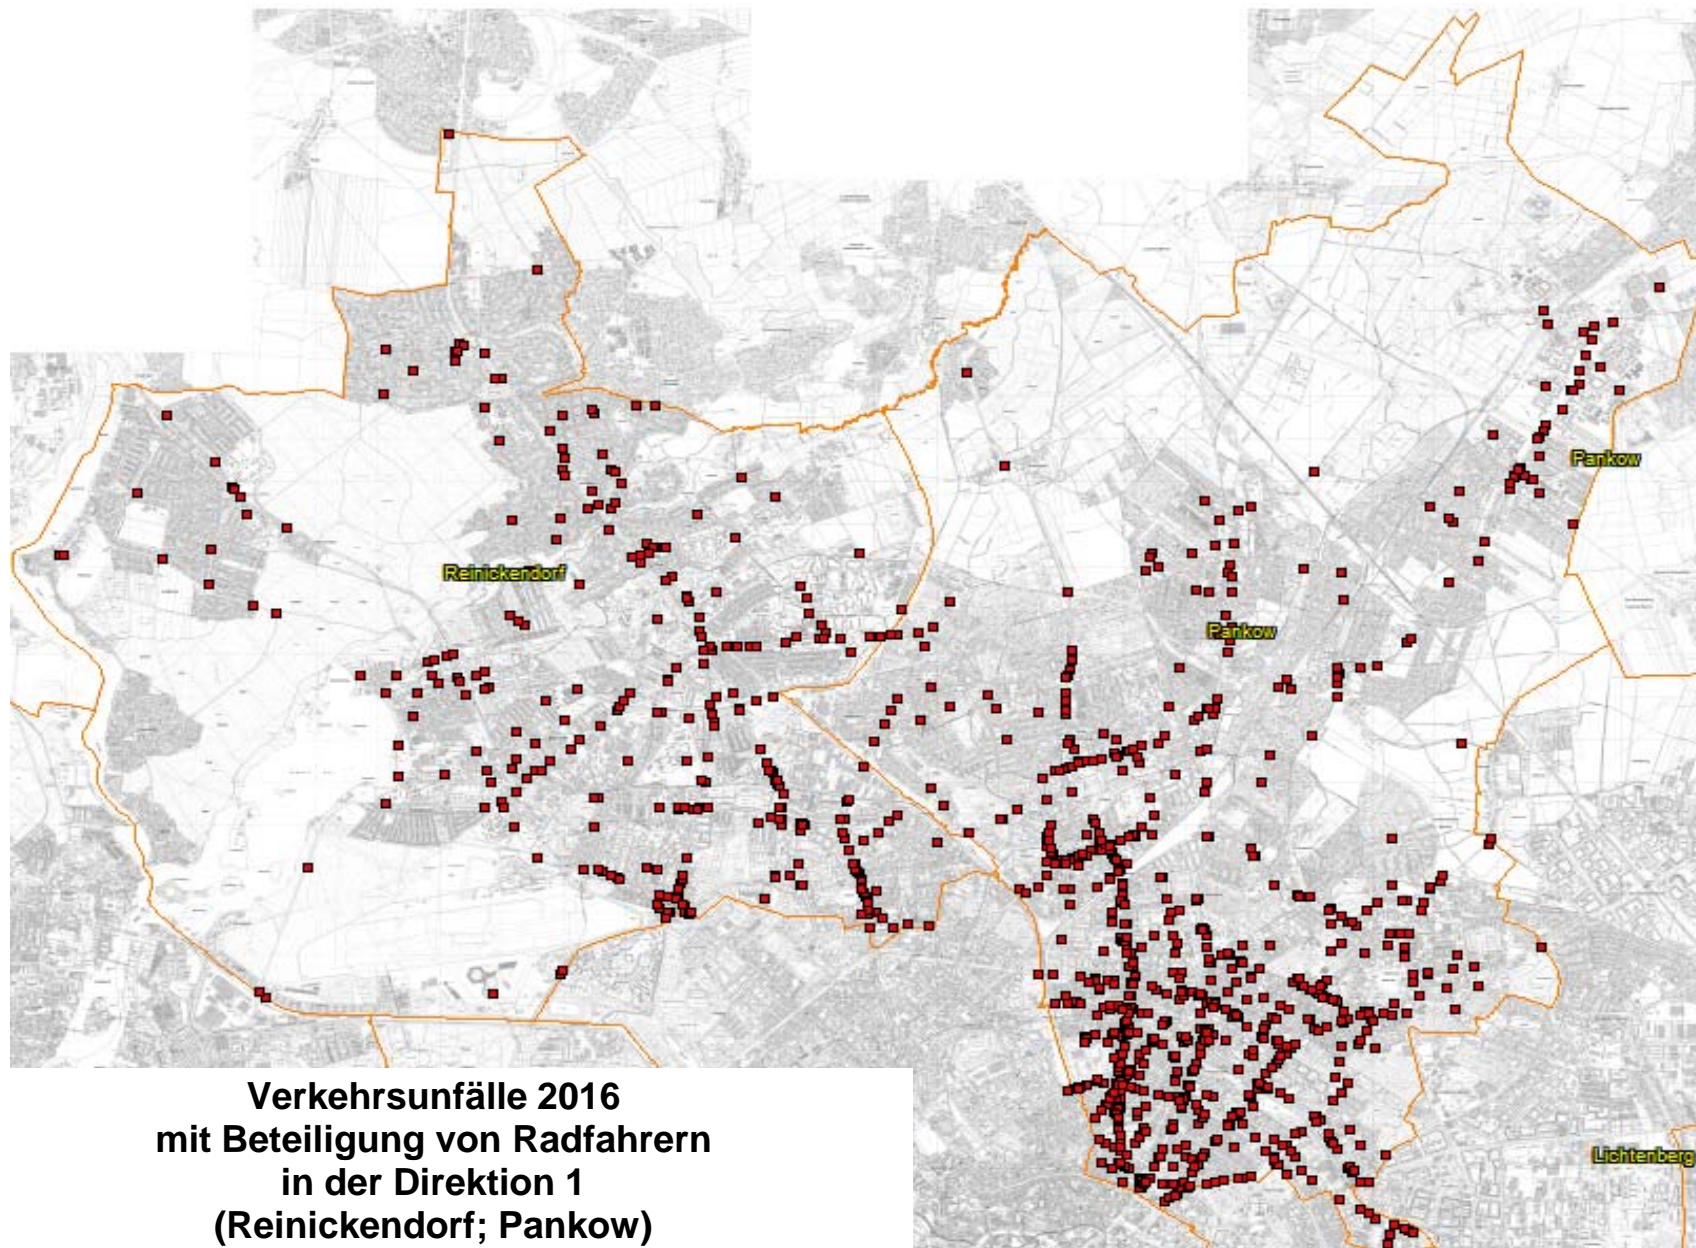 Pankow
Reinickendorf
Pankow
Lichtenberg
Verkehrsunfälle 2016
mit Beteiligung von Radfahrern
in der Direktion 1
(Reinickendorf; Pankow)